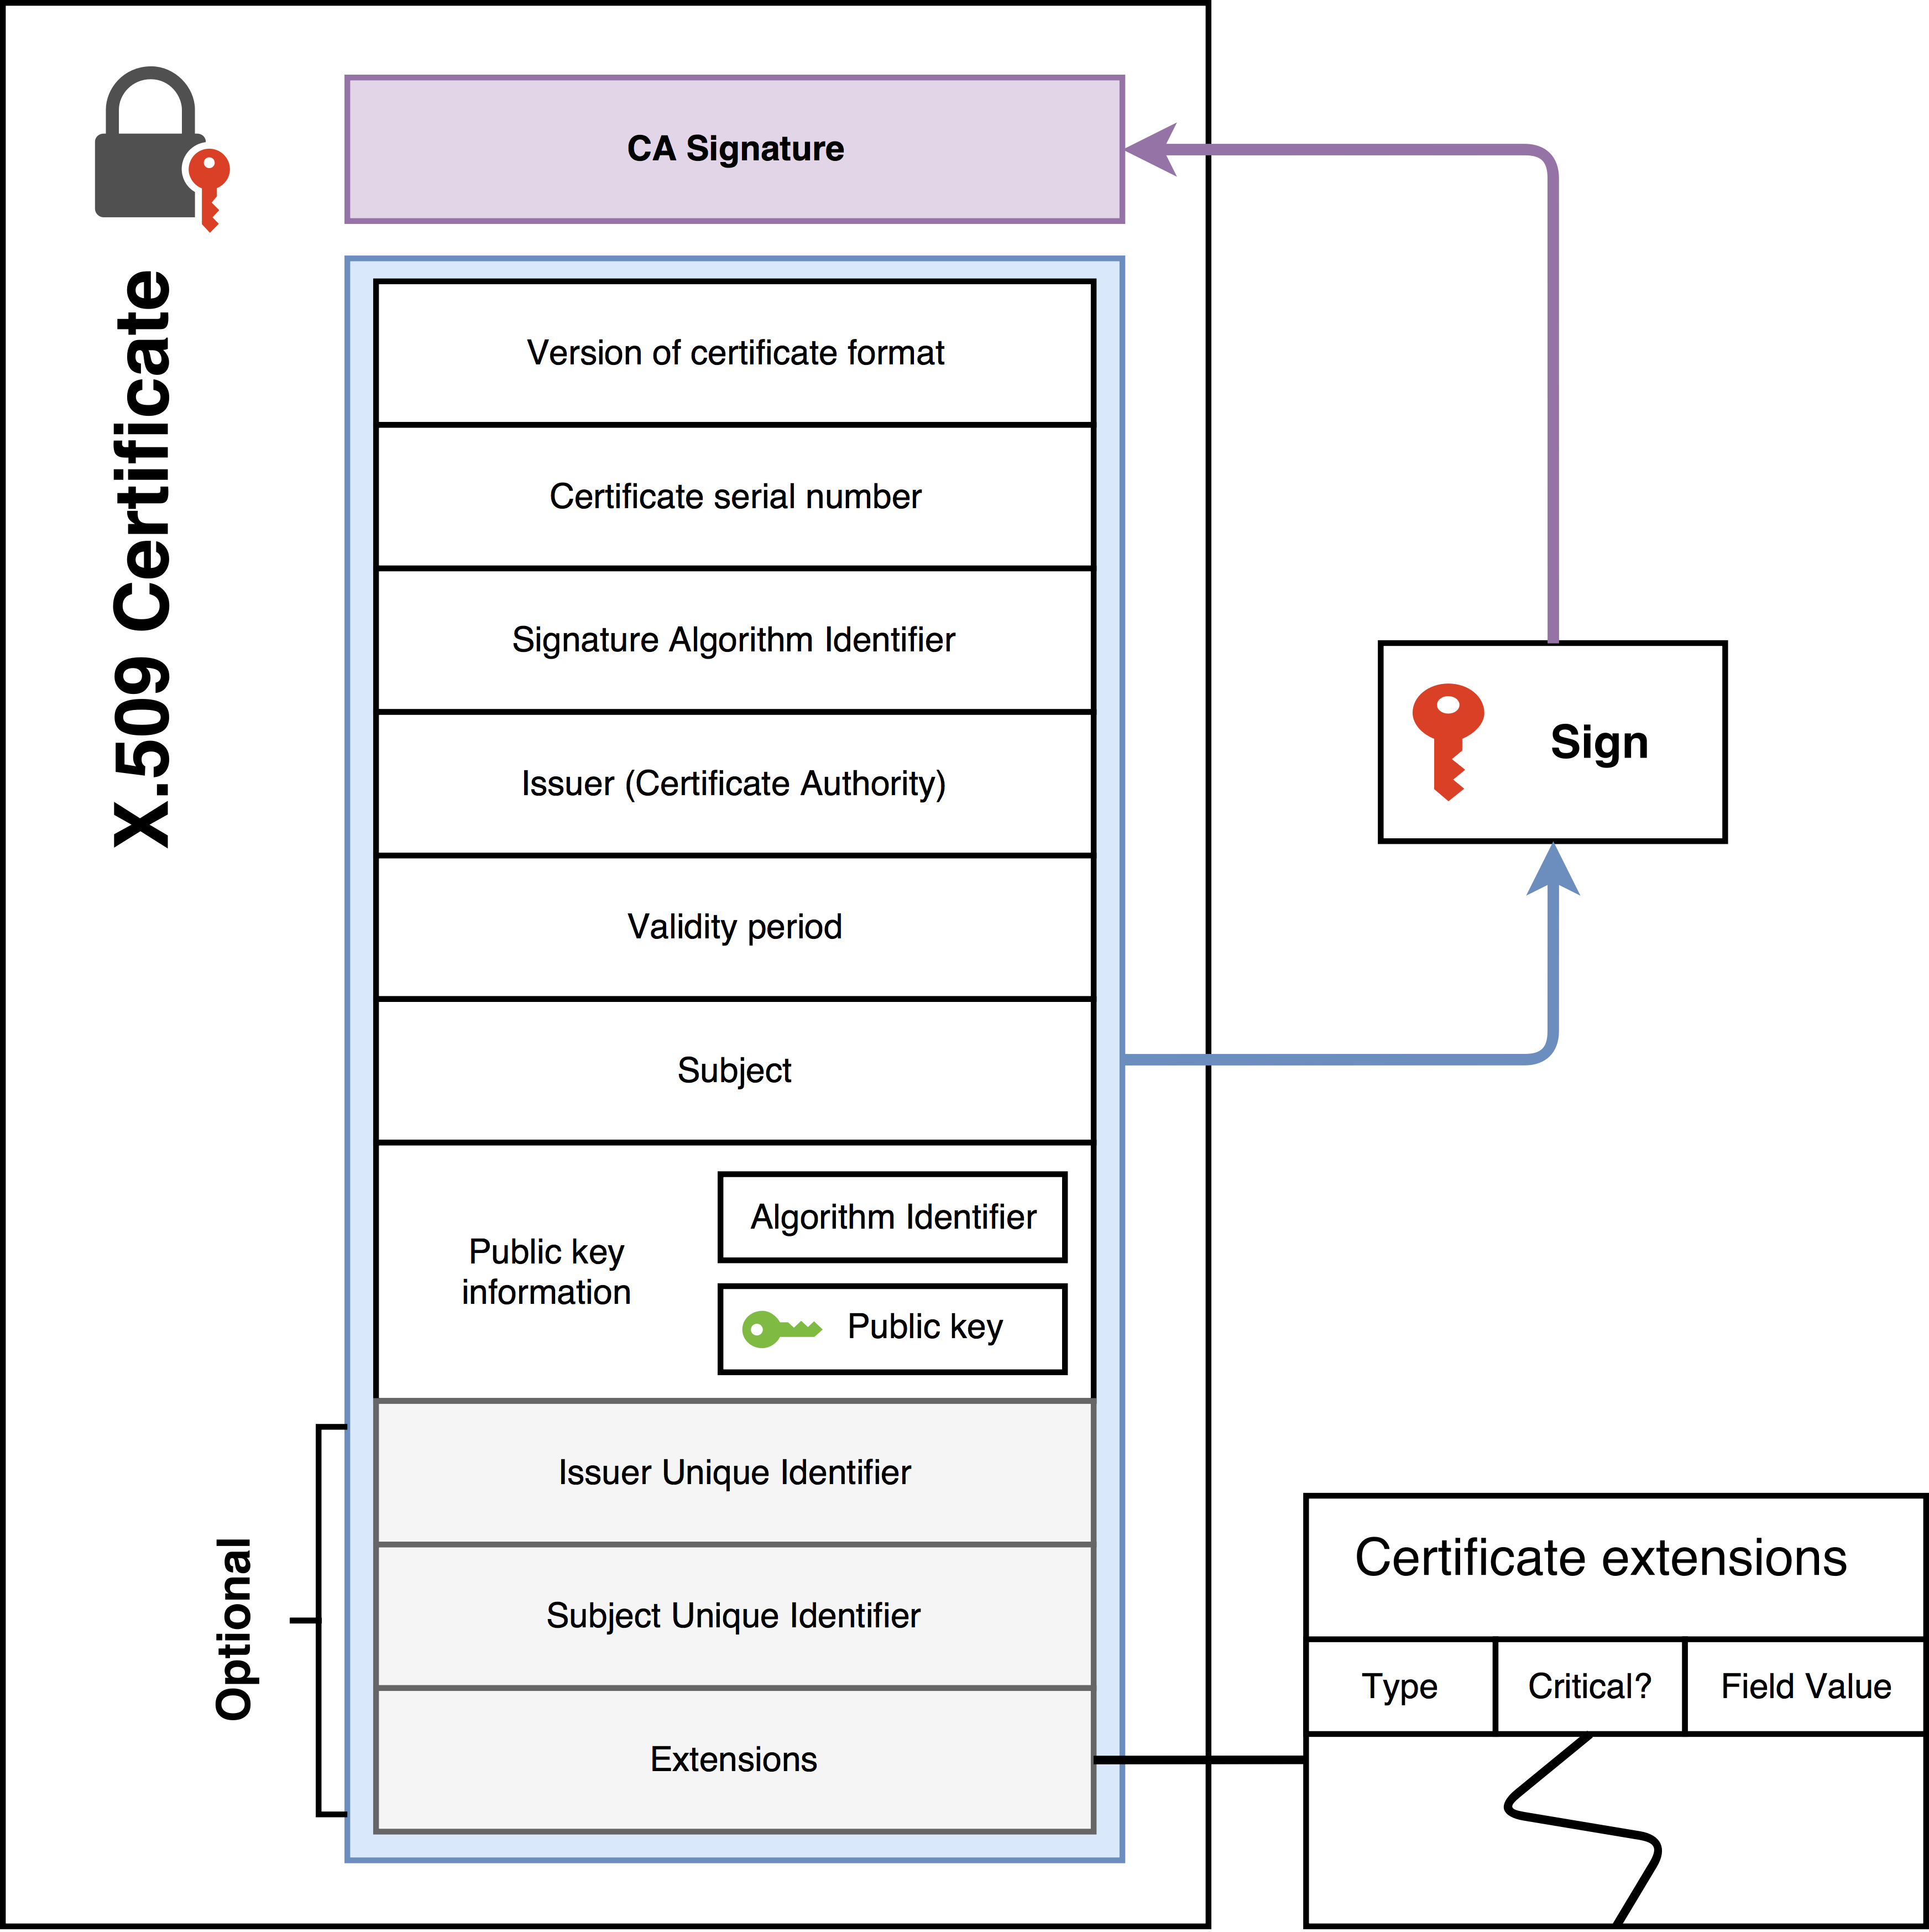 X.509 Certificate
CA Signature
Version of certificate format
Certificate serial number
Signature Algorithm Identifier
Issuer (Certificate Authority)
Validity period
Subject
Public key
information
Algorithm Identifier
Public key
Optional
Issuer Unique Identifier
Subject Unique Identifier
Extensions
Sign
Certificate extensions
Type
Critical?
Field Value